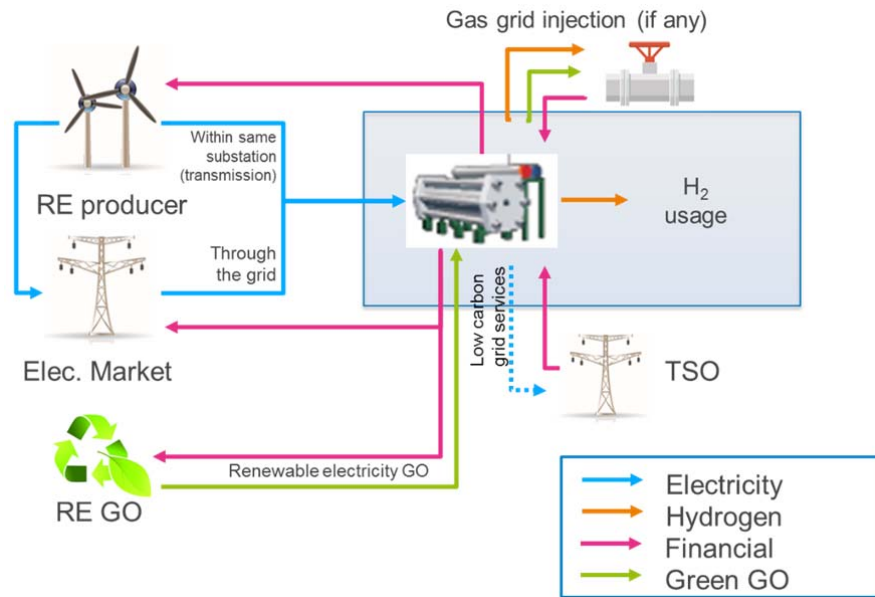 Gas grid injection (if any)
Within same
substation
(transmission)
RE producer
H₂
usage
Through
the grid
Low carbon
grid services
Elec. Market
TSO
Renewable electricity GO
RE GO
Electricity
Hydrogen
Financial
Green GO